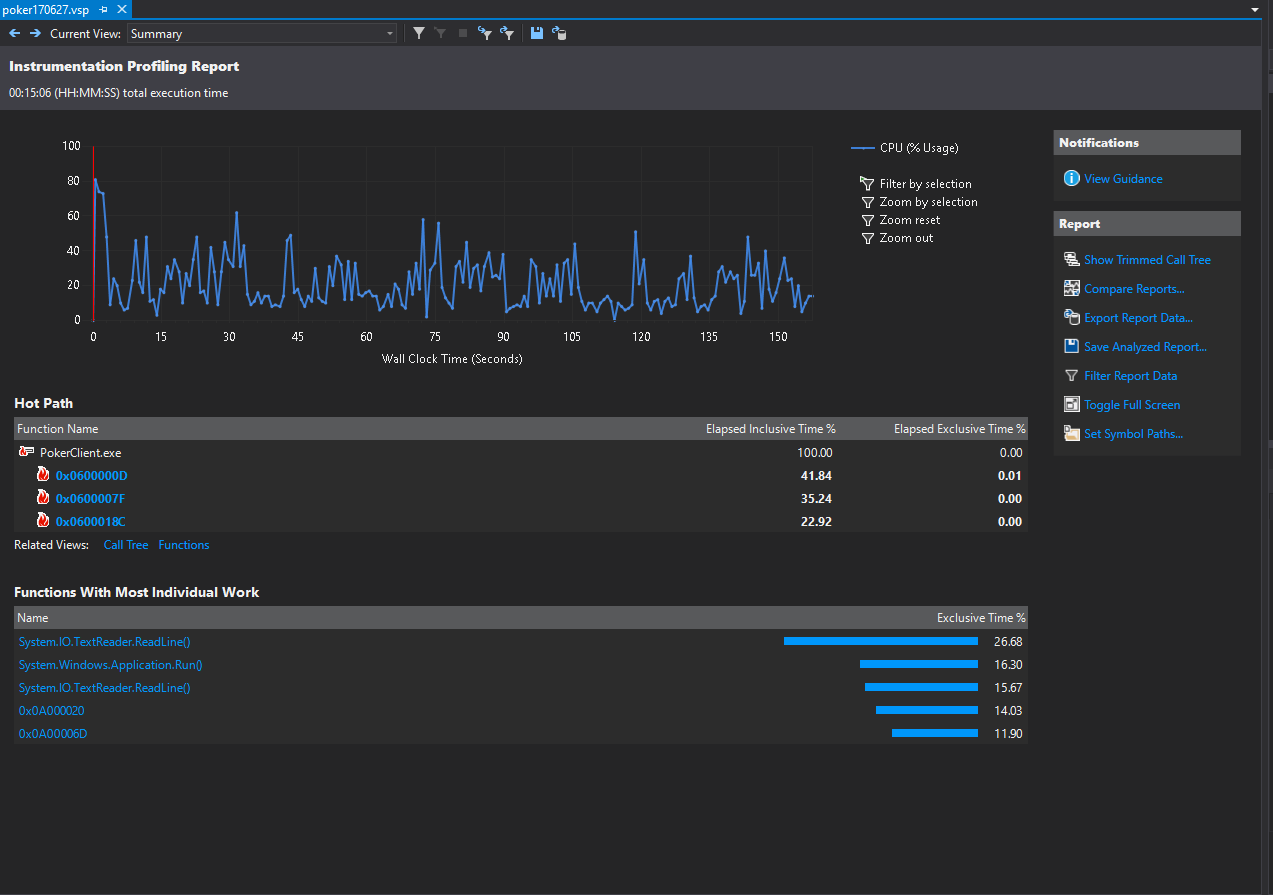 poker170627.vsp
Current View: Summary
Instrumentation Profiling Report
00:15:06 (HH:MM:SS) total execution time
100
80
60
40
20
0
0 15 30 45 60 75 90 105 120 135 150
Wall Clock Time (Seconds)
CPU (% Usage)
Filter by selection
Zoom by selection
Zoom reset
Zoom out
Notifications
View Guidance
Report
Show Trimmed Call Tree
Compare Reports...
Export Report Data...
Save Analyzed Report...
Filter Report Data
Toggle Full Screen
Set Symbol Paths...
Hot Path
Function Name Elapsed Inclusive Time % Elapsed Exclusive Time %
PokerClient.exe 100.00 0.00
0x0600000D 41.84 0.01
0x0600007F 35.24 0.00
0x0600018C 22.92 0.00
Related Views: Call Tree Functions
Functions With Most Individual Work
Name Exclusive Time %
System.IO.TextReader.ReadLine() 26.68
System.Windows.Application.Run() 16.30
System.IO.TextReader.ReadLine() 15.67
0x0A000020 14.03
0x0A00006D 11.90